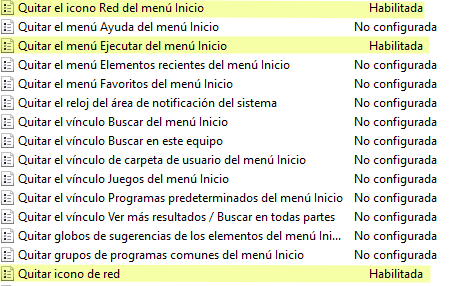 Quitar el icono Red del menú Inicio Habilitada
Quitar el menú Ayuda del menú Inicio No configurada
Quitar el menú Ejecutar del menú Inicio Habilitada
Quitar el menú Elementos recientes del menú Inicio No configurada
Quitar el menú Favoritos del menú Inicio No configurada
Quitar el reloj del área de notificación del sistema No configurada
Quitar el vínculo Buscar del menú Inicio No configurada
Quitar el vínculo Buscar en este equipo No configurada
Quitar el vínculo de carpeta de usuario del menú Inicio No configurada
Quitar el vínculo Juegos del menú Inicio No configurada
Quitar el vínculo Programas predeterminados del menú Inicio No configurada
Quitar el vínculo Ver más resultados / Buscar en todas partes No configurada
Quitar globos de sugerencias de los elementos del menú Ini... No configurada
Quitar grupos de programas comunes del menú Inicio No configurada
Quitar icono de red Habilitada